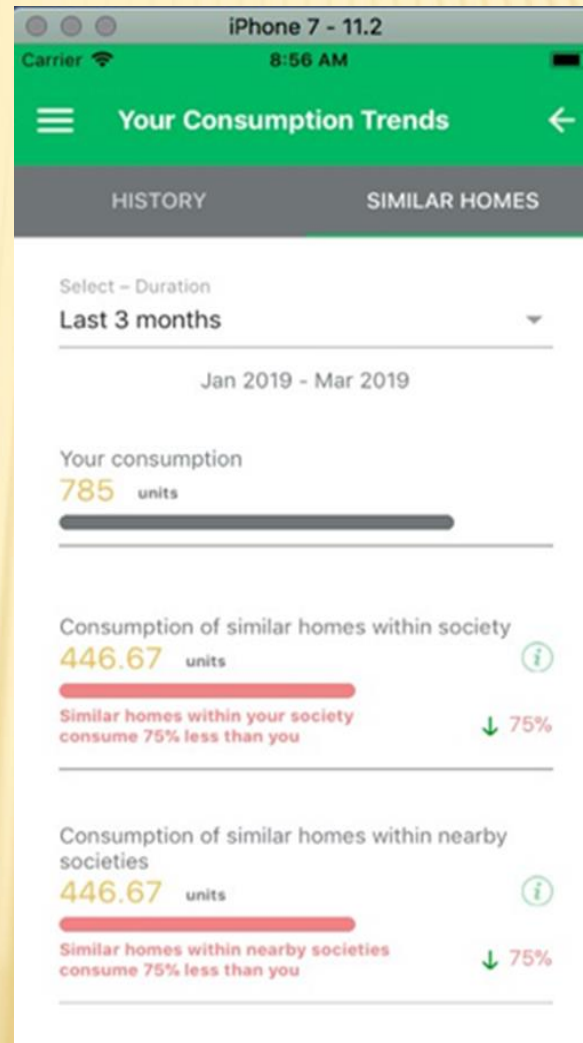 iPhone 7 - 11.2
Carrier 8:56 AM
Your Consumption Trends
HISTORY SIMILAR HOMES
Select – Duration
Last 3 months
Jan 2019 - Mar 2019
Your consumption
785 units
Consumption of similar homes within society
446.67 units i
Similar homes within your society
consume 75% less than you
75%
Consumption of similar homes within nearby
societies
446.67 units i
Similar homes within nearby societies
consume 75% less than you
75%